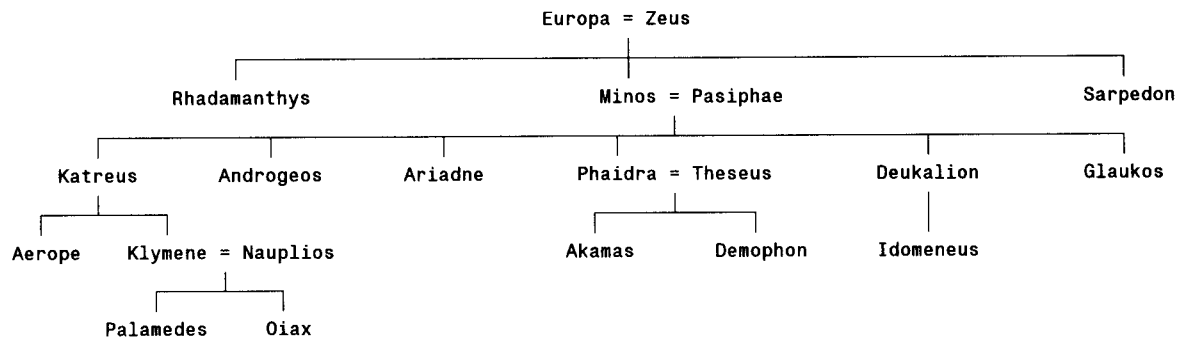 Europa = Zeus
Rhadamanthys Minos = Pasiphae Sarpedon
Katreus Androgeos Ariadne Phaidra = Theseus Deukalion Glaukos
Aerope Klymene = Nauplios Akamas Demophon Idomeneus
Palamedes Oiax